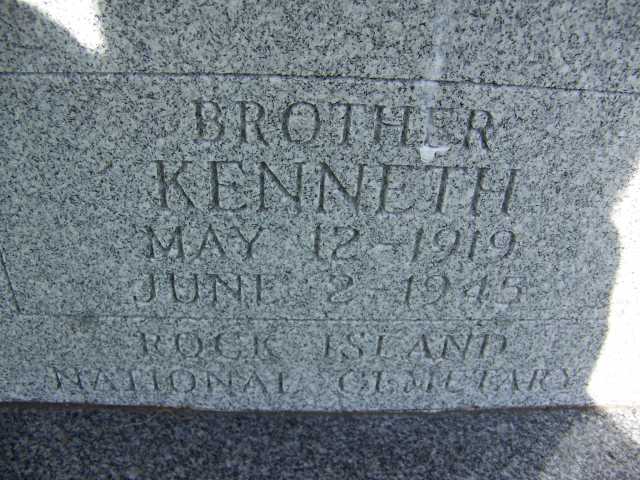 BROTHER
KENNETH
MAY 12-1919
JUNE 2-1945
ROCK ISLAND
NATIONAL CEMETARY